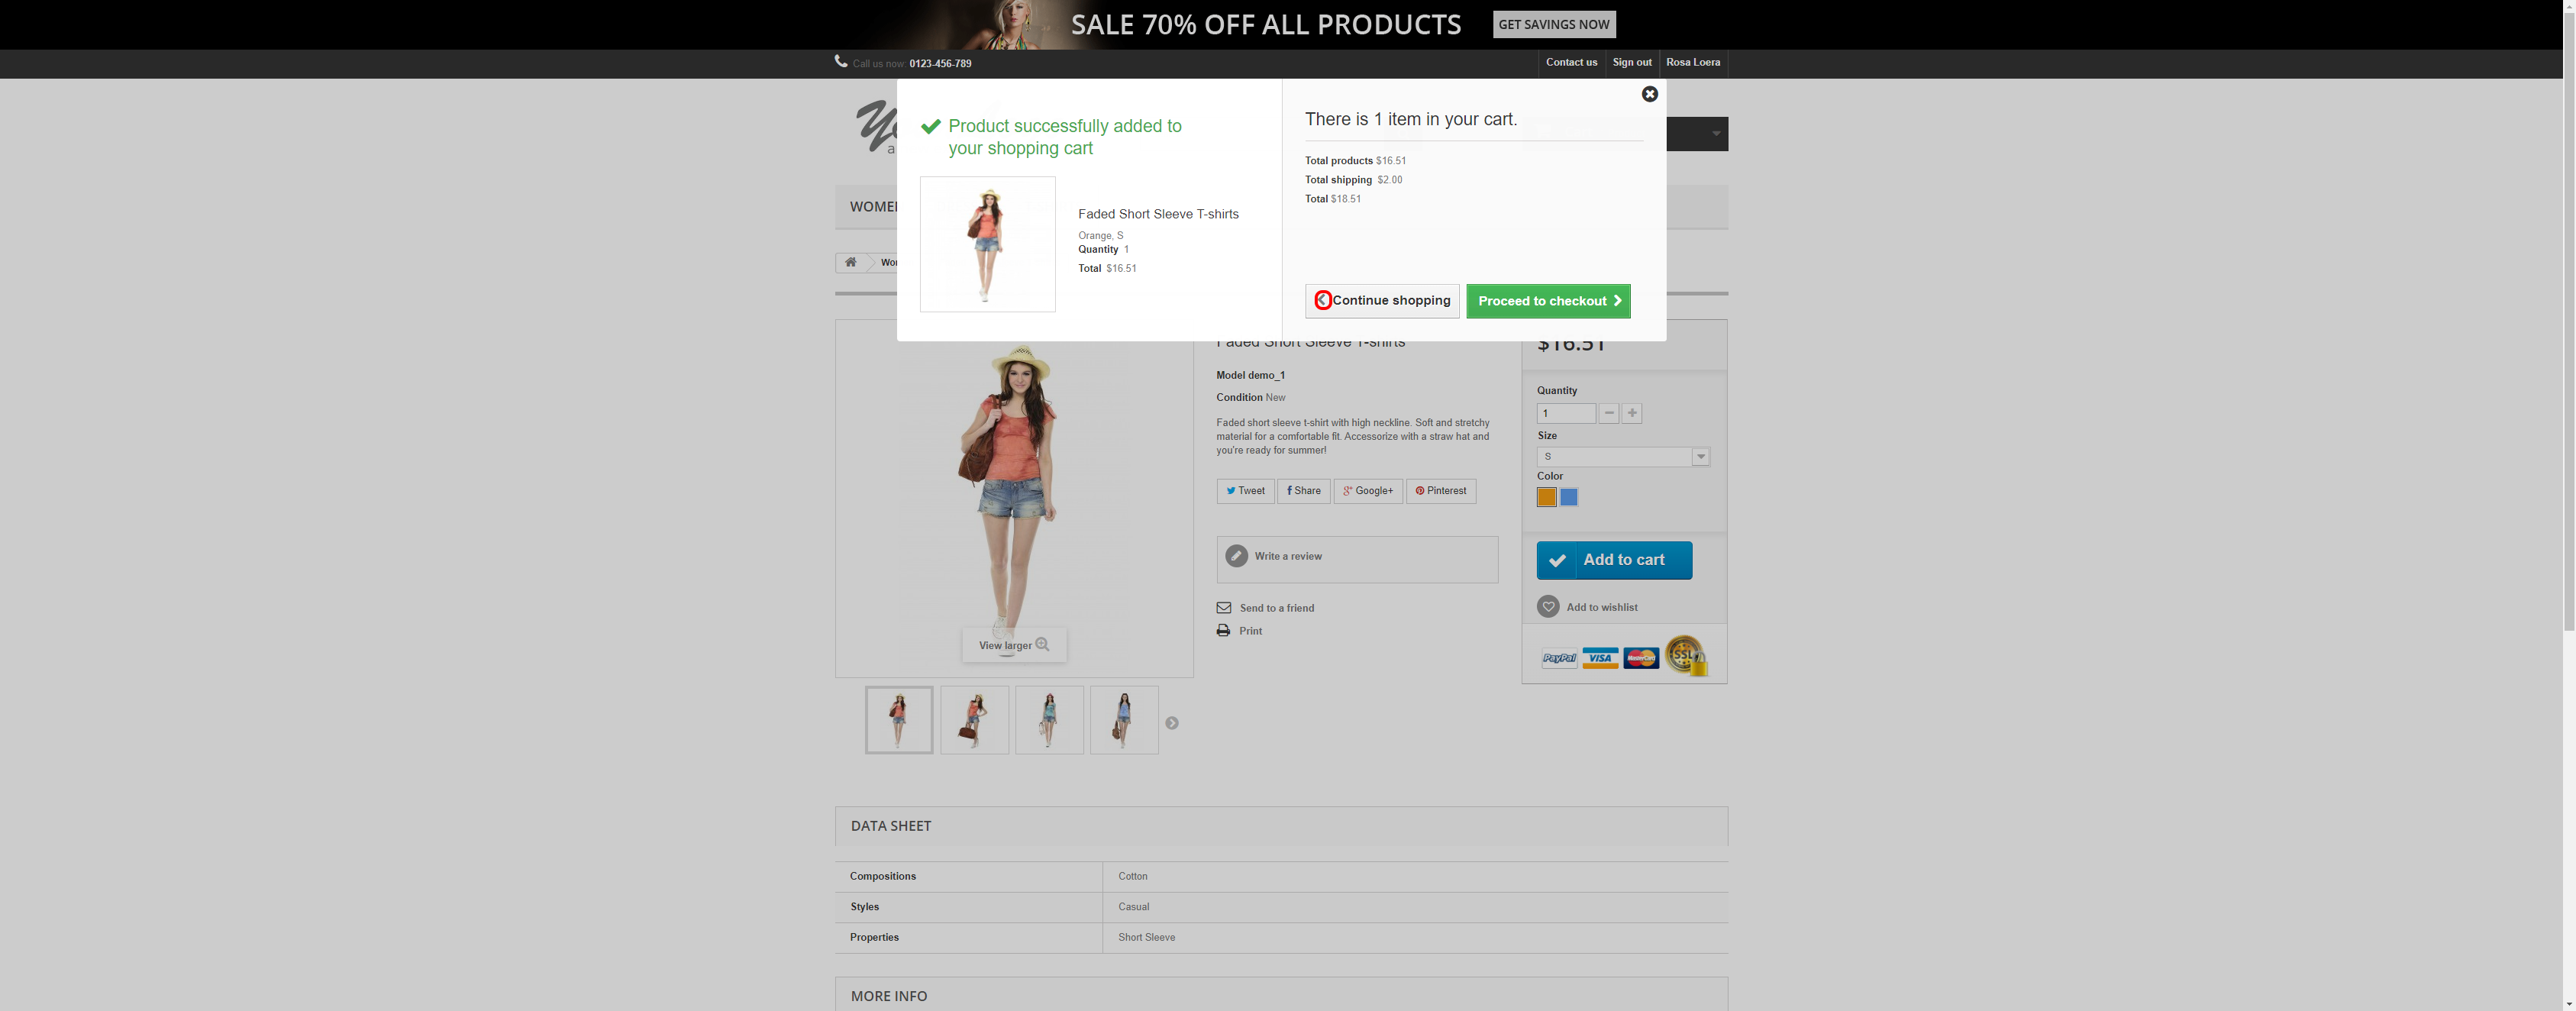 SALE 70% OFF ALL PRODUCTS GET SAVINGS NOW
Call us now: 0123-456-789
Contact us Sign out Rosa Loera
Product successfully added to
your shopping cart
Faded Short Sleeve T-shirts
Orange, S
Quantity 1
Total $16.51
There is 1 item in your cart.
Total products $16.51
Total shipping $2.00
Total $18.51
Continue shopping Proceed to checkout
Faded Short Sleeve T-shirts
Model demo_1
Condition New
Faded short sleeve t-shirt with high neckline. Soft and stretchy
material for a comfortable fit. Accessorize with a straw hat and
you're ready for summer!
Tweet Share Google+ Pinterest
Write a review
Send to a friend
Print
$16.51
Quantity
1
Size
S
Color
Add to cart
Add to wishlist
PayPal VISA MasterCard SSL
View larger
DATA SHEET
Compositions Cotton
Styles Casual
Properties Short Sleeve
MORE INFO